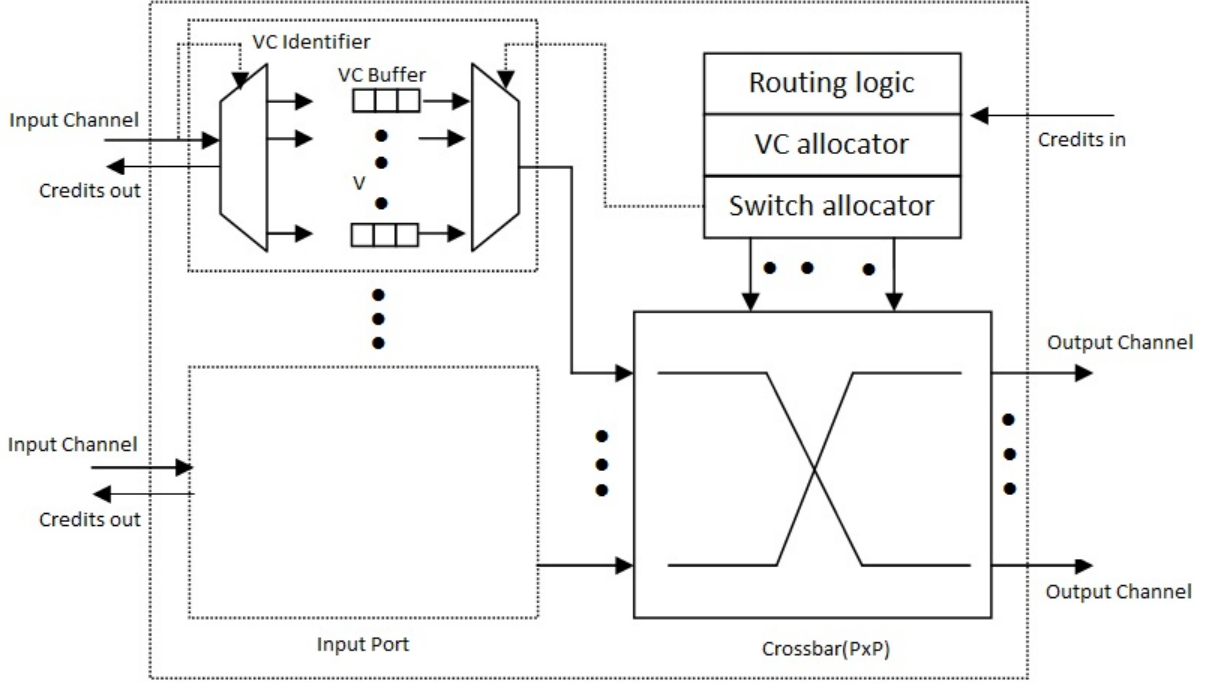 VC Identifier
VC Buffer
Routing logic
Input Channel
VC allocator
Credits in
Credits out
V
Switch allocator
Output Channel
Input Channel
Credits out
Output Channel
Input Port
Crossbar(PxP)